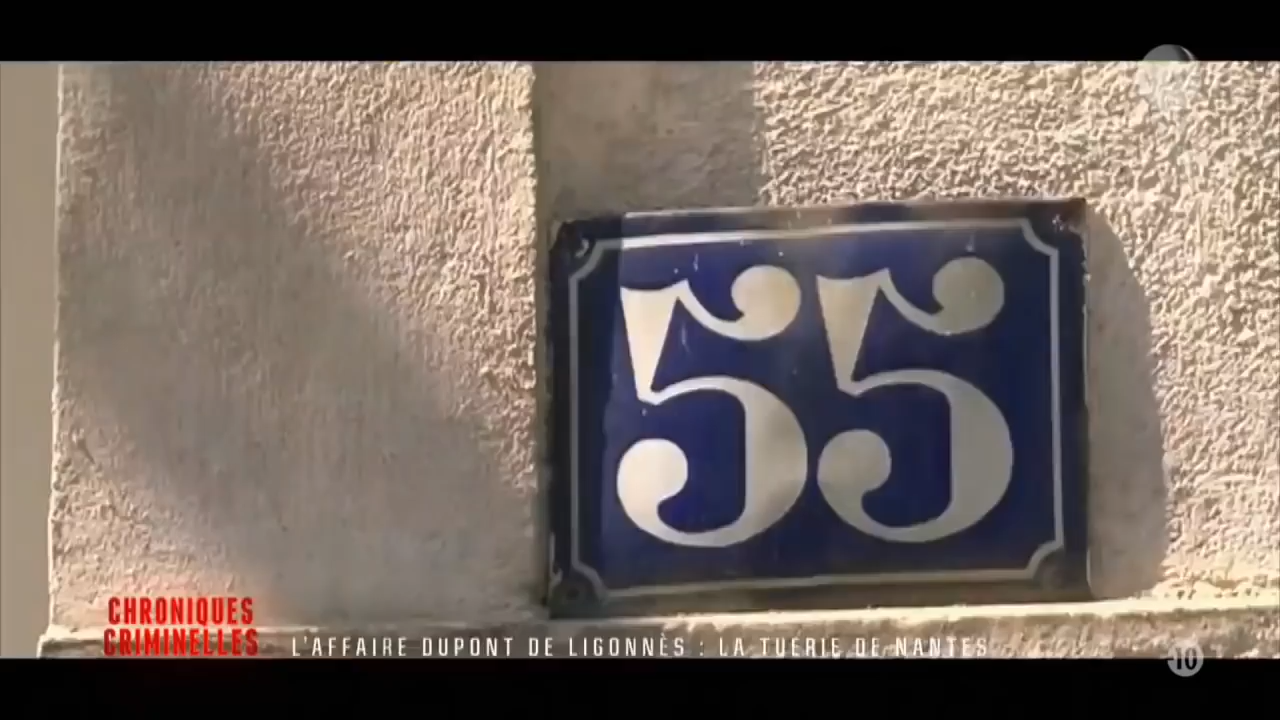 55
CHRONIQUES
CRIMINELLES
L'AFFAIRE DUPONT DE LIGONNÈS : LA TUERIE DE NANTES
-10